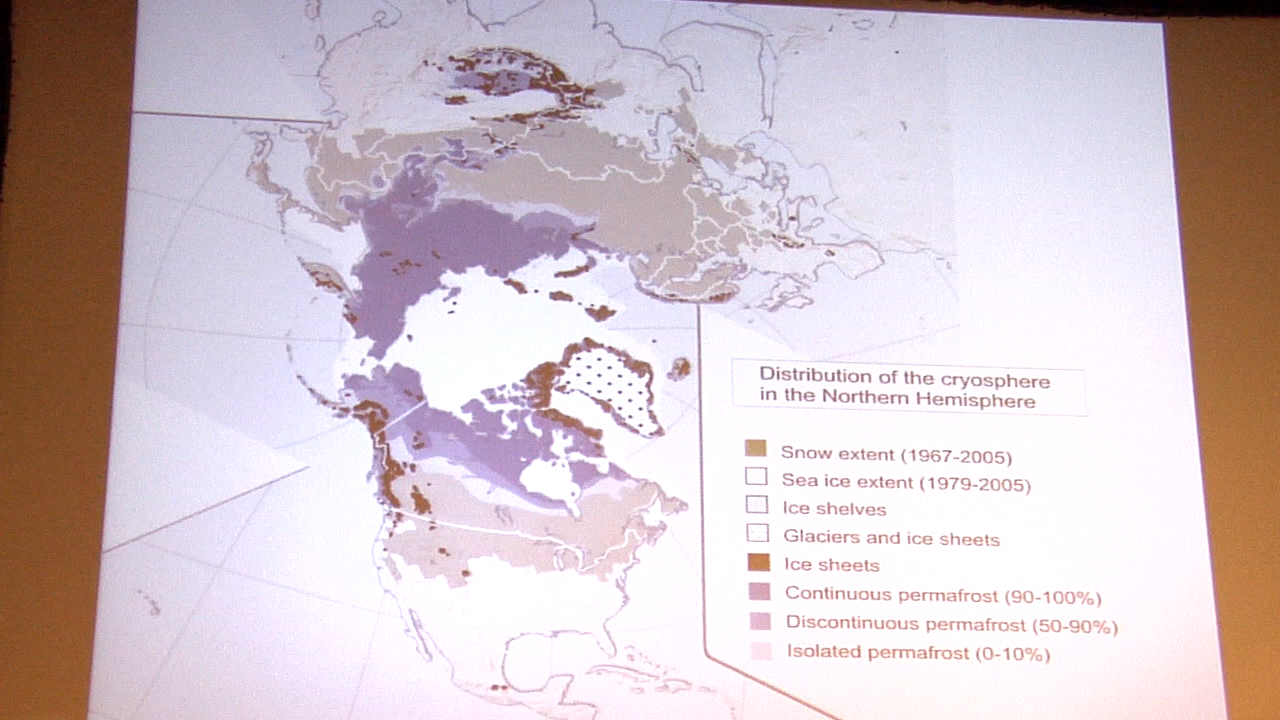 Distribution of the cryosphere
in the Northern Hemisphere
Snow extent (1967-2005)
Sea ice extent (1979-2005)
Ice shelves
Glaciers and ice sheets
Ice sheets
Continuous permafrost (90-100%)
Discontinuous permafrost (50-90%)
Isolated permafrost (0-10%)